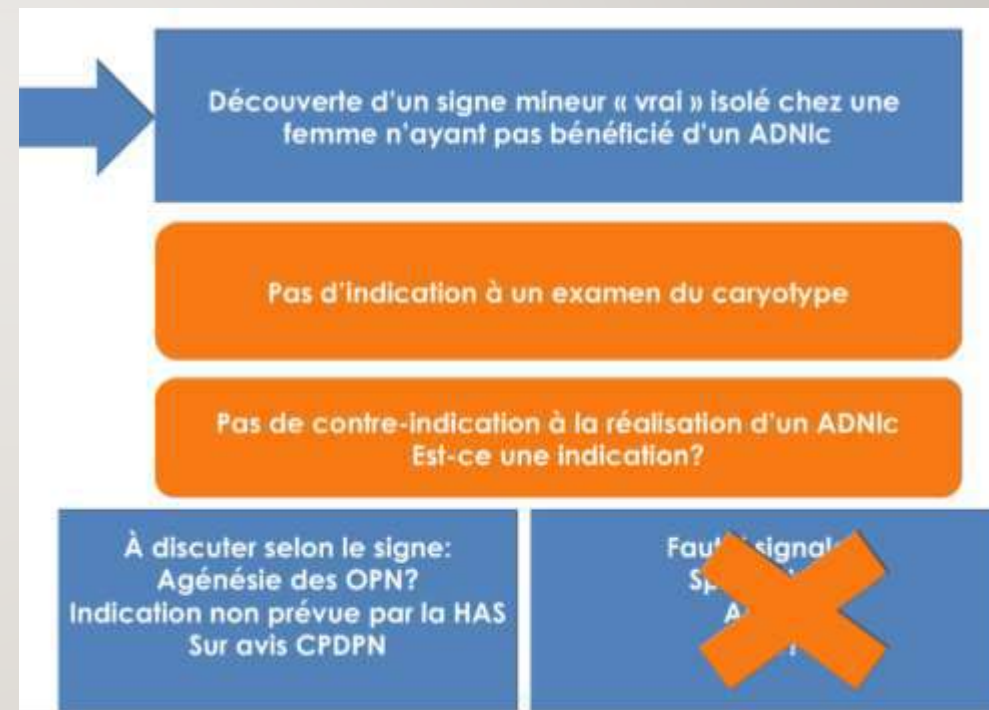 Découverte d'un signe mineur « vrai » isolé chez une
femme n'ayant pas bénéficié d'un ADNlc
Pas d'indication à un examen du caryotype
Pas de contre-indication à la réalisation d'un ADNlc
Est-ce une indication?
À discuter selon le signe:
Agénésie des OPN?
Indication non prévue par la HAS
Sur avis CPDPN
?